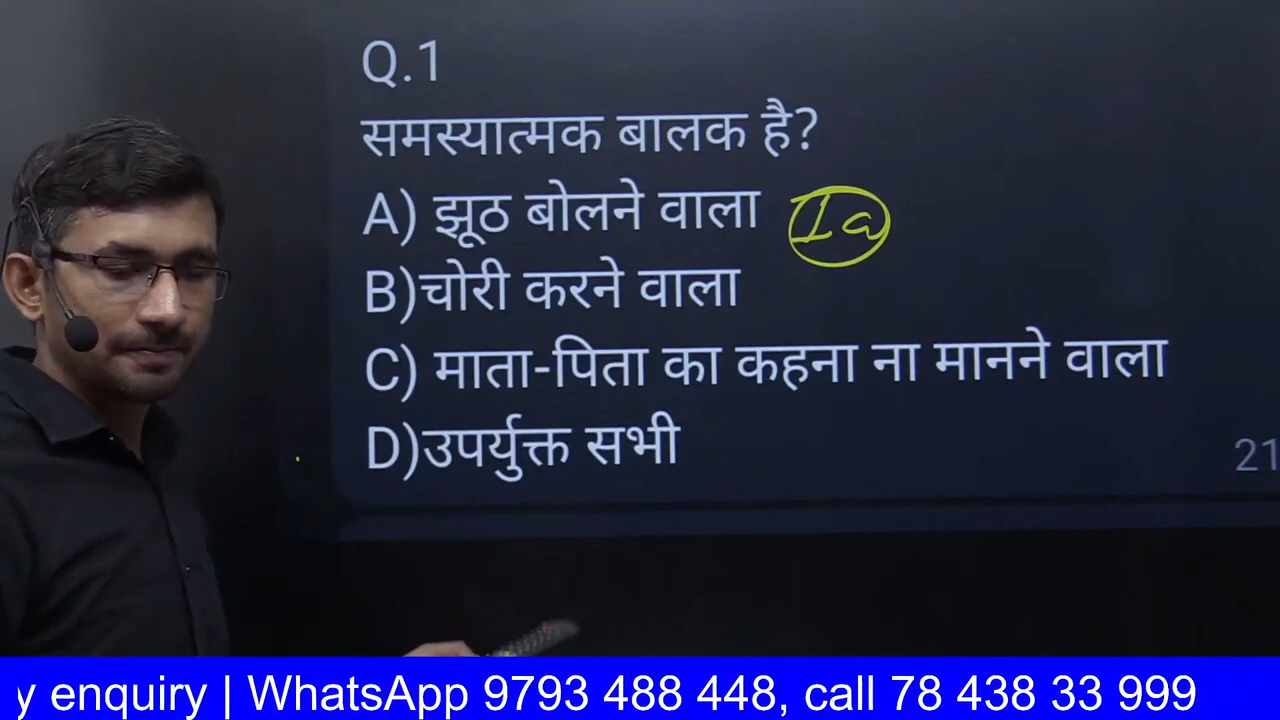 Q.1
समस्यात्मक बालक है?
A) झूठ बोलने वाला
1a
B)चोरी करने वाला
C) माता-पिता का कहना ना मानने वाला
D)उपर्युक्त सभी
21
y enquiry | WhatsApp 9793 488 448, call 78 438 33 999